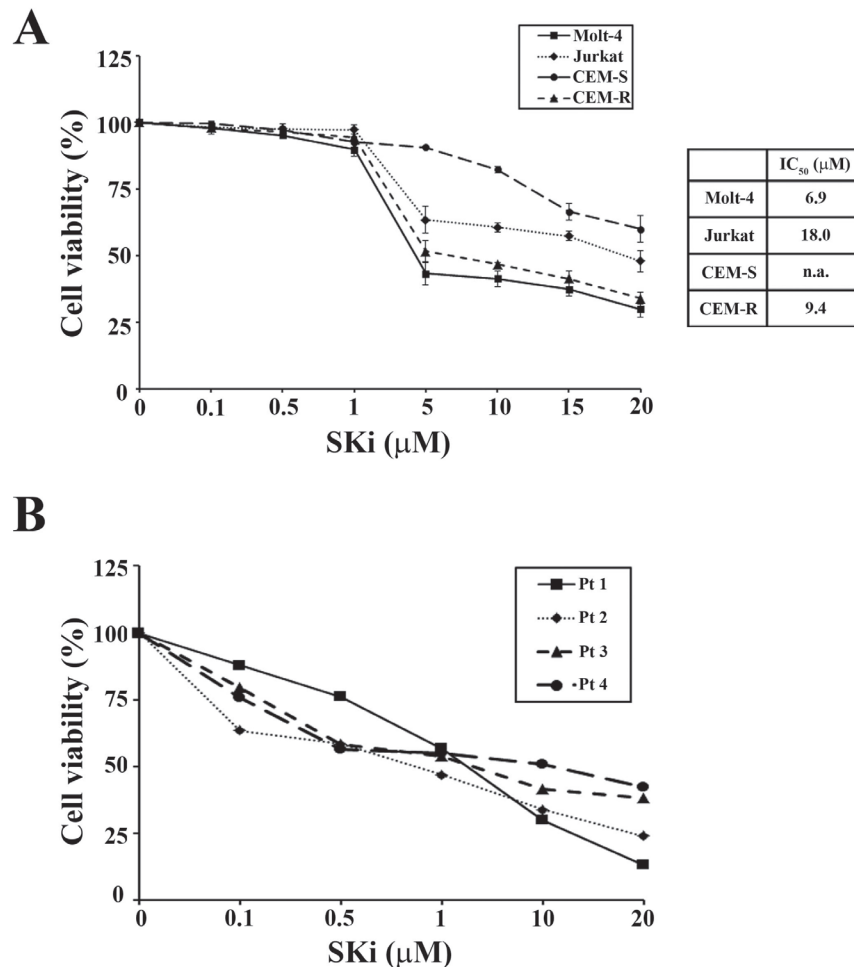 A
Molt-4
Jurkat
CEM-S
CEM-R
125
100
75
50
25
0
Cell viability (%)
0 0.1 0.5 1 5 10 15 20
SKi (μM)
IC50 (μM)
Molt-4 6.9
Jurkat 18.0
CEM-S n.a.
CEM-R 9.4
B
Pt 1
Pt 2
Pt 3
Pt 4
125
100
75
50
25
0
Cell viability (%)
0 0.1 0.5 1 10 20
SKi (μM)